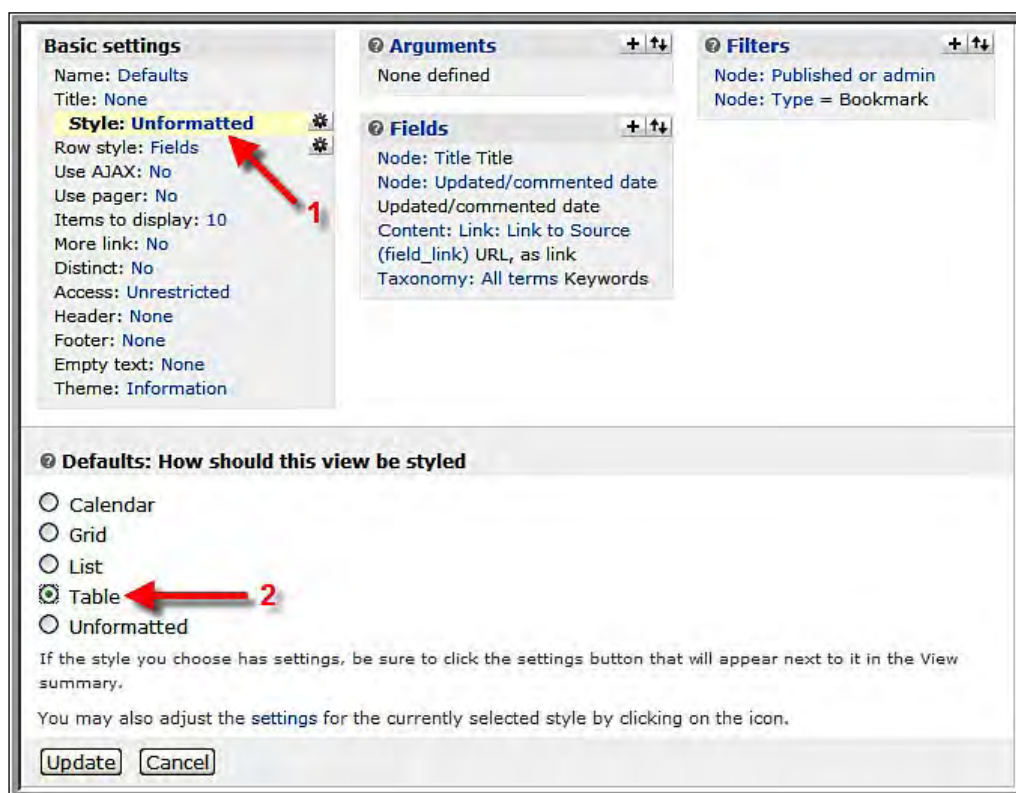 Basic settings
Name: Defaults
Title: None
Style: Unformatted
Row style: Fields
Use AJAX: No
Use pager: No
Items to display: 10
More link: No
Distinct: No
Access: Unrestricted
Header: None
Footer: None
Empty text: None
Theme: Information
1
Arguments
None defined
Fields
Node: Title Title
Node: Updated/commented date
Updated/commented date
Content: Link: Link to Source
(field_link) URL, as link
Taxonomy: All terms Keywords
Filters
Node: Published or admin
Node: Type = Bookmark
Defaults: How should this view be styled
Calendar
Grid
List
Table
2
Unformatted
If the style you choose has settings, be sure to click the settings button that will appear next to it in the View
summary.
You may also adjust the settings for the currently selected style by clicking on the icon.
Update Cancel